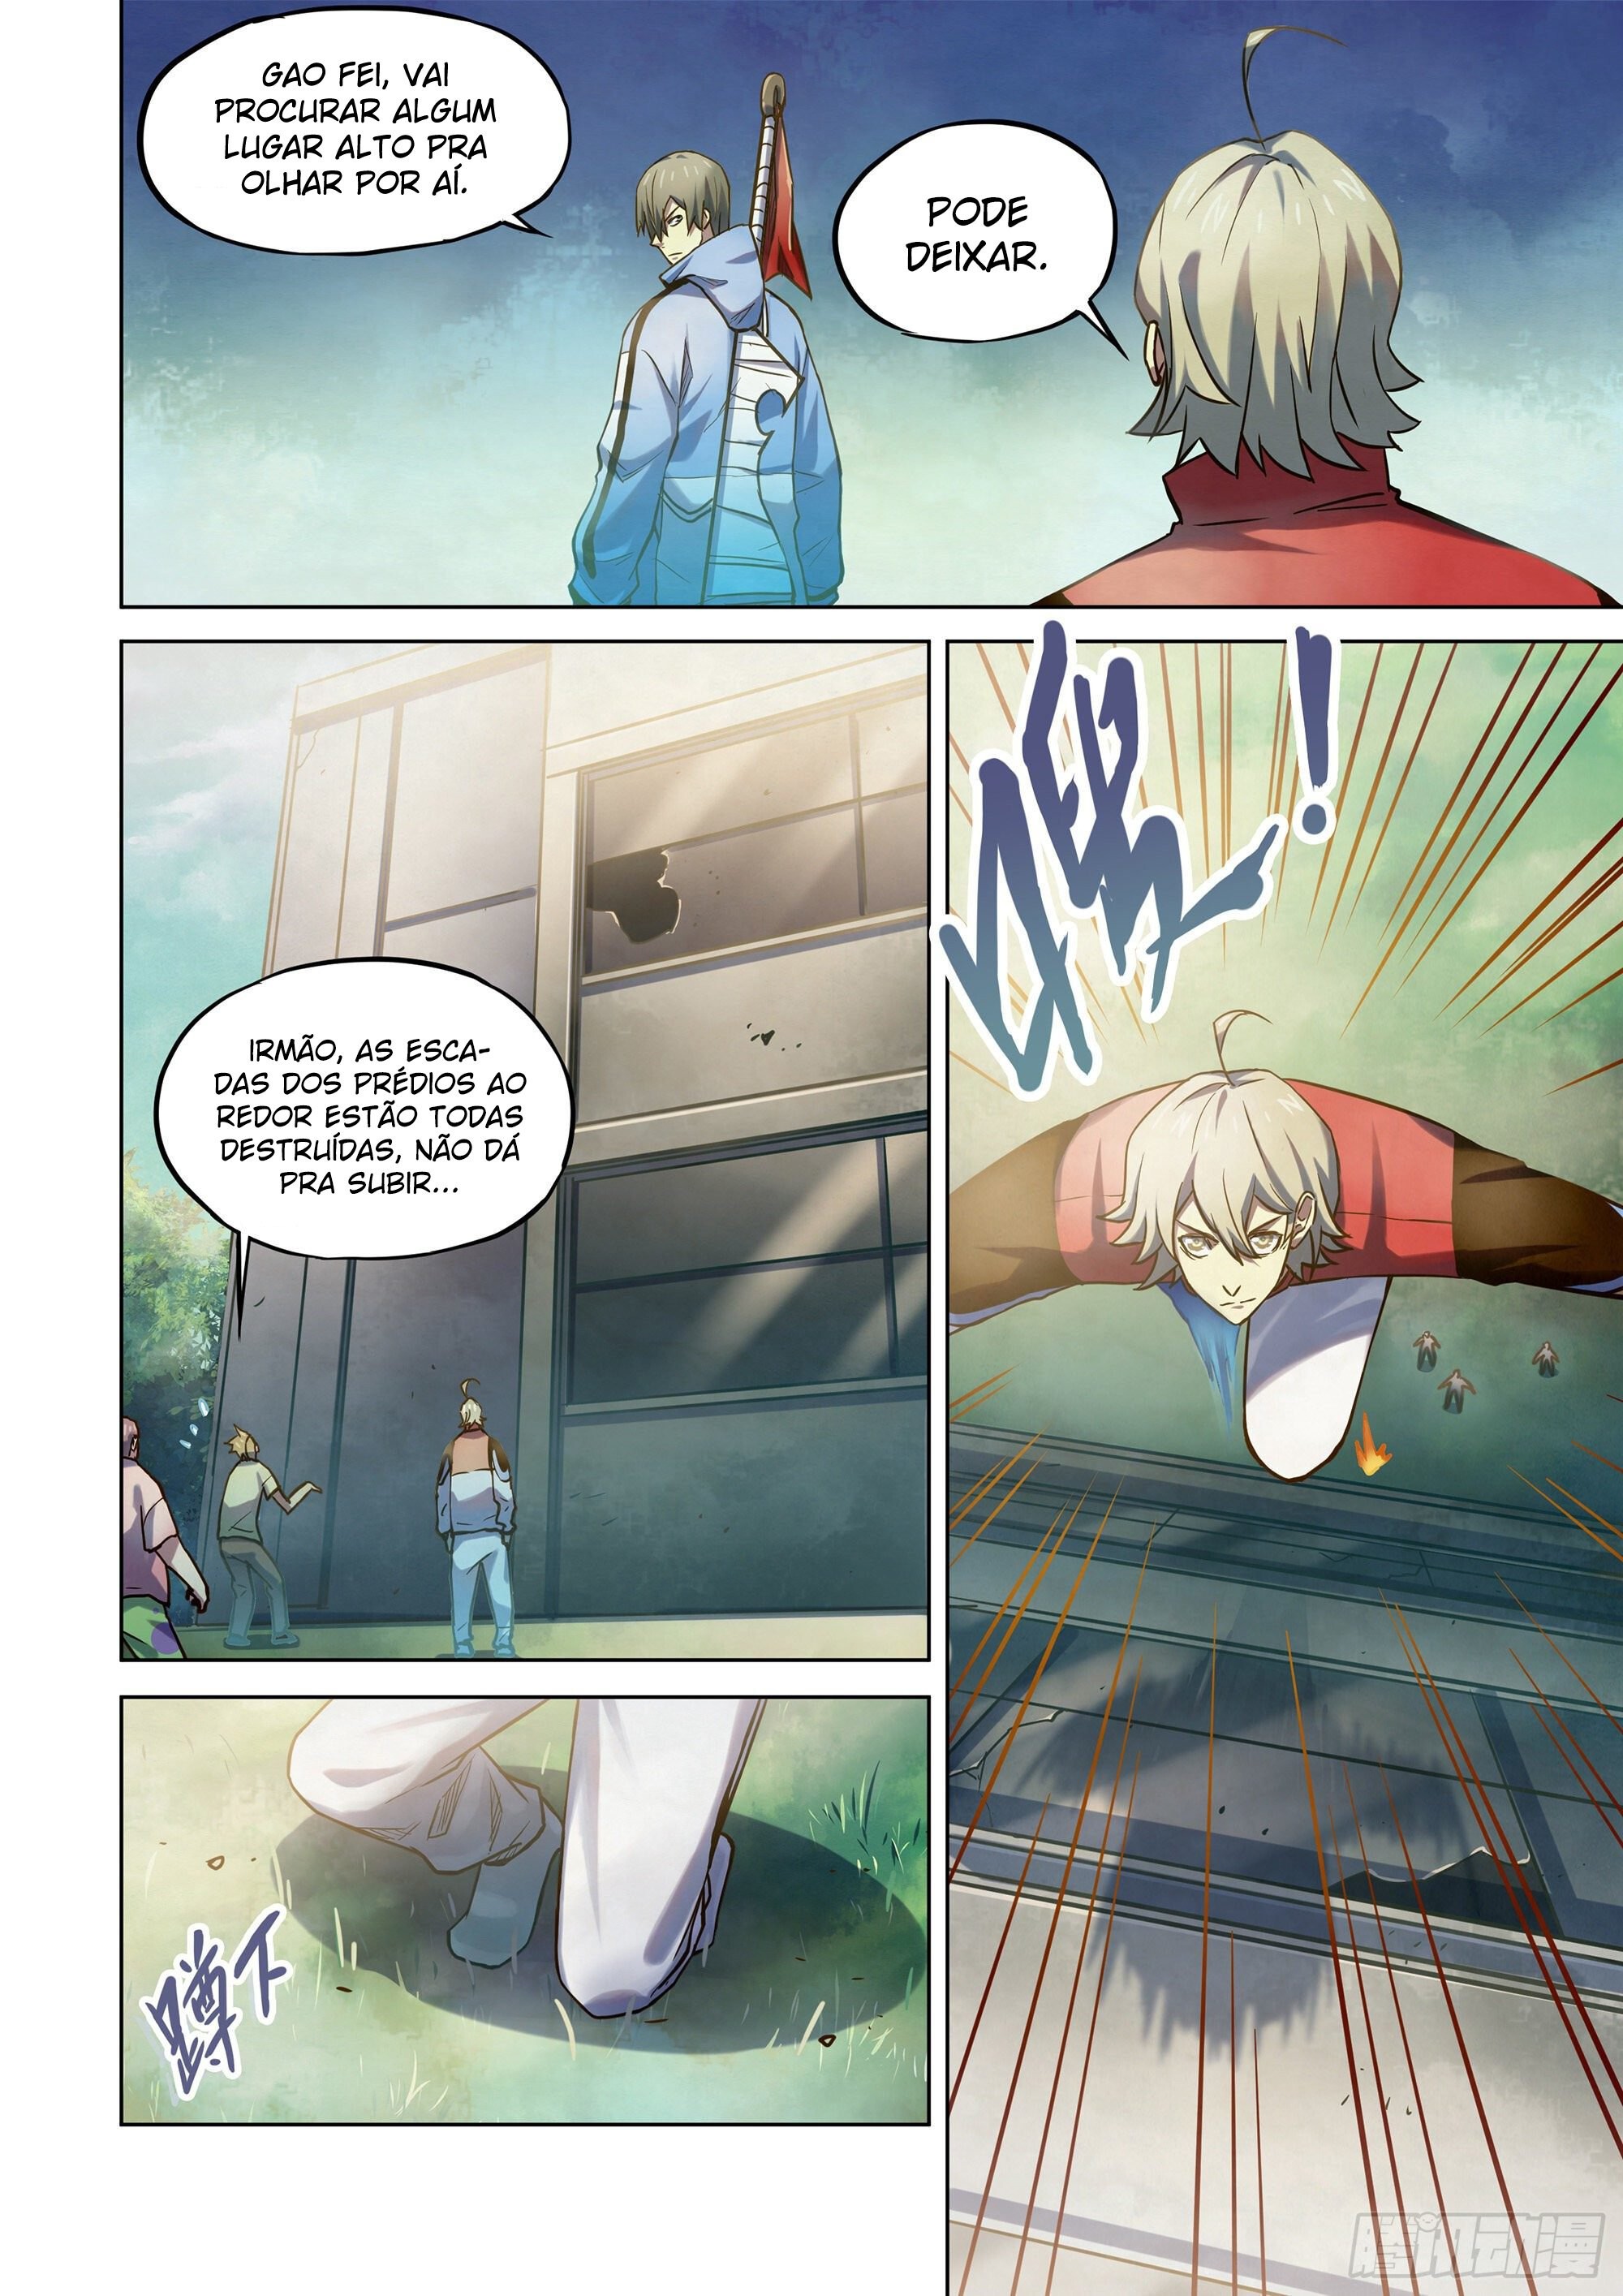 GAO FEI, VAI
PROCURAR ALGUM
LUGAR ALTO PRA
OLHAR POR AÍ.
PODE
DEIXAR.
IRMÃO, AS ESCA-
DAS DOS PRÉDIOS AO
REDOR ESTÃO TODAS
DESTRUÍDAS, NÃO DÁ
PRA SUBIR...
蹲下
!
腾讯动漫